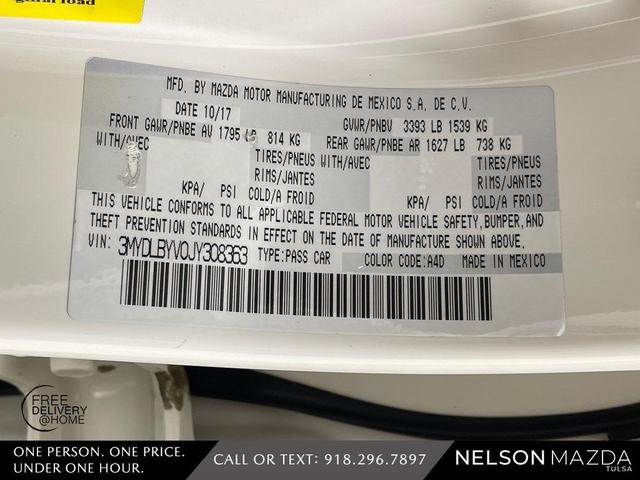 MFD. BY MAZDA MOTOR MANUFACTURING DE MEXICO S.A. DE C.V.
DATE 10/17
GVWR/PNBV 3393 LB 1539 KG
FRONT GAWR/PNBE AV 1795 LB 814 KG
REAR GAWR/PNBE AR 1627 LB 738 KG
WITH/AVEC TIRES/PNEUS WITH/AVEC TIRES/PNEUS
RIMS/JANTES RIMS/JANTES
KPA/ PSI COLD/A FROID KPA/ PSI COLD/A FROID
THIS VEHICLE CONFORMS TO ALL APPLICABLE FEDERAL MOTOR VEHICLE SAFETY, BUMPER, AND
THEFT PREVENTION STANDARDS IN EFFECT ON THE DATE OF MANUFACTURE SHOWN ABOVE.
VIN: 3MYDLBYV0JY308363 TYPE: PASS CAR COLOR CODE: A4D MADE IN MEXICO
FREE
DELIVERY
@HOME
ONE PERSON. ONE PRICE.
UNDER ONE HOUR.
CALL OR TEXT: 918.296.7897
NELSON MAZDA
TULSA